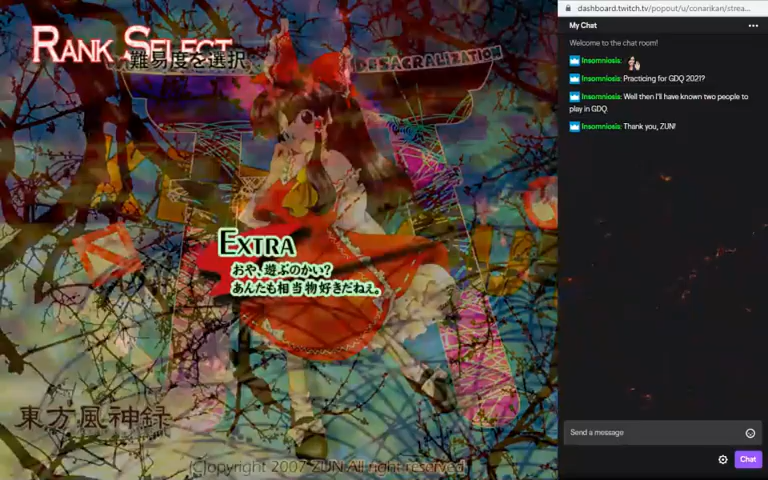 RANK SELECT
難易度を選択
DESAGRALIZATION
EXTRA
おや、遊ぶのかい?
あんたも相当物好きだねぇ。
東方風神録
(C)opyright 2007 ZUN All right reserved
dashboard.twitch.tv/popout/u/conarikan/strea...
My Chat
Welcome to the chat room!
Insomniosis:
Insomniosis: Practicing for GDQ 2021?
Insomniosis: Well then I'll have known two people to
play in GDQ.
Insomniosis: Thank you, ZUN!
Send a message
Chat